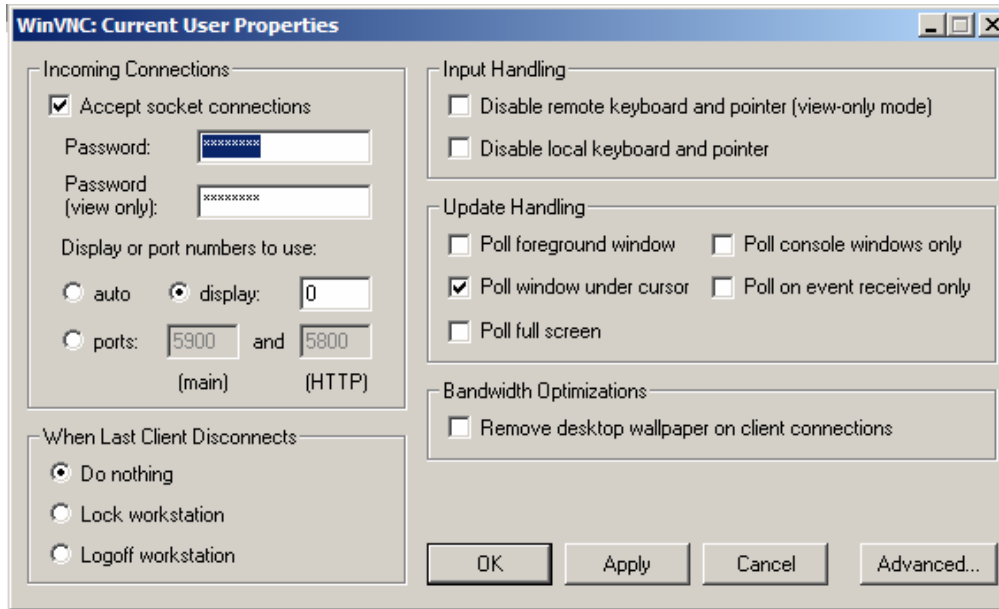 WinVNC: Current User Properties
Incoming Connections
Accept socket connections
Password: ********
Password
(view only): ********
Display or port numbers to use:
auto display: 0
ports: 5900 and 5800
(main) (HTTP)
When Last Client Disconnects
Do nothing
Lock workstation
Logoff workstation
Input Handling
Disable remote keyboard and pointer (view-only mode)
Disable local keyboard and pointer
Update Handling
Poll foreground window Poll console windows only
Poll window under cursor Poll on event received only
Poll full screen
Bandwidth Optimizations
Remove desktop wallpaper on client connections
OK Apply Cancel Advanced...